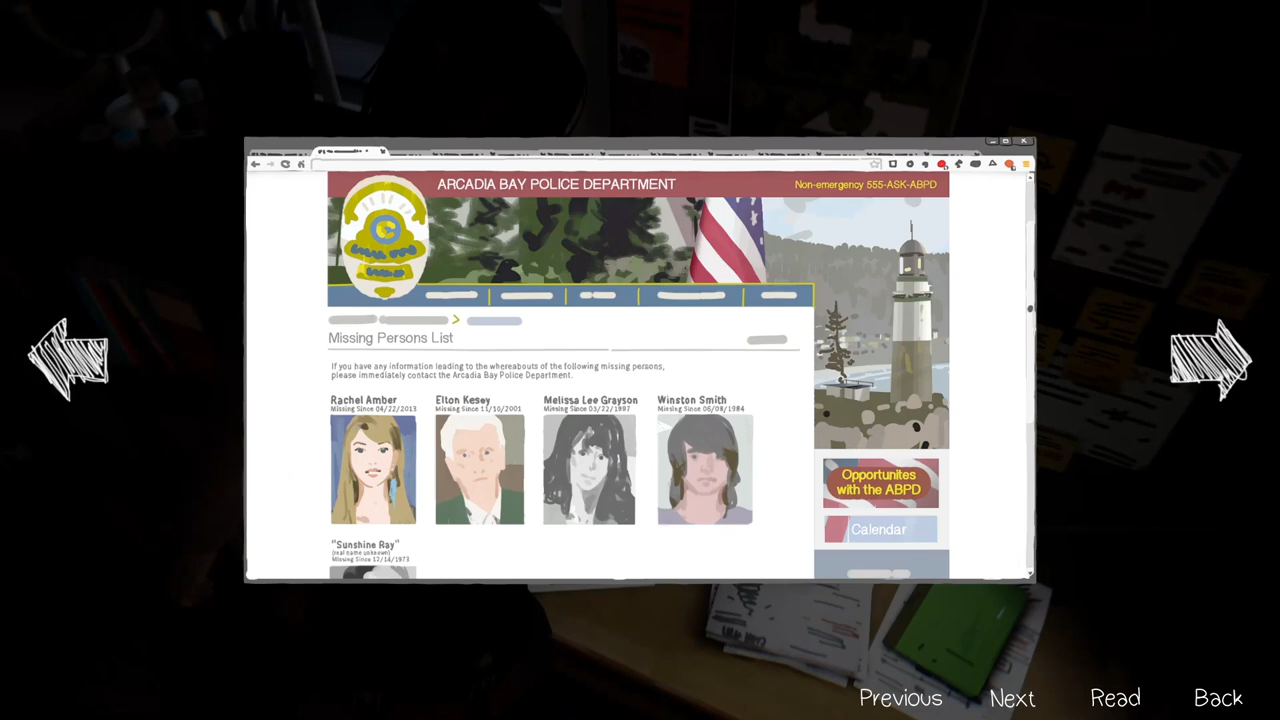 ARCADIA BAY POLICE DEPARTMENT
Non-emergency 555-ASK-ABPD
Missing Persons List
If you have any information leading to the whereabouts of the following missing persons,
please immediately contact the Arcadia Bay Police Department.
Rachel Amber
Missing Since 04/22/2013
Elton Kesey
Missing Since 11/10/2001
Melissa Lee Grayson
Missing Since 03/22/1997
Winston Smith
Missing Since 06/08/1984
"Sunshine Ray"
(real name unknown)
Missing Since 12/14/1973
Opportunites
with the ABPD
Calendar
Previous
Next
Read
Back